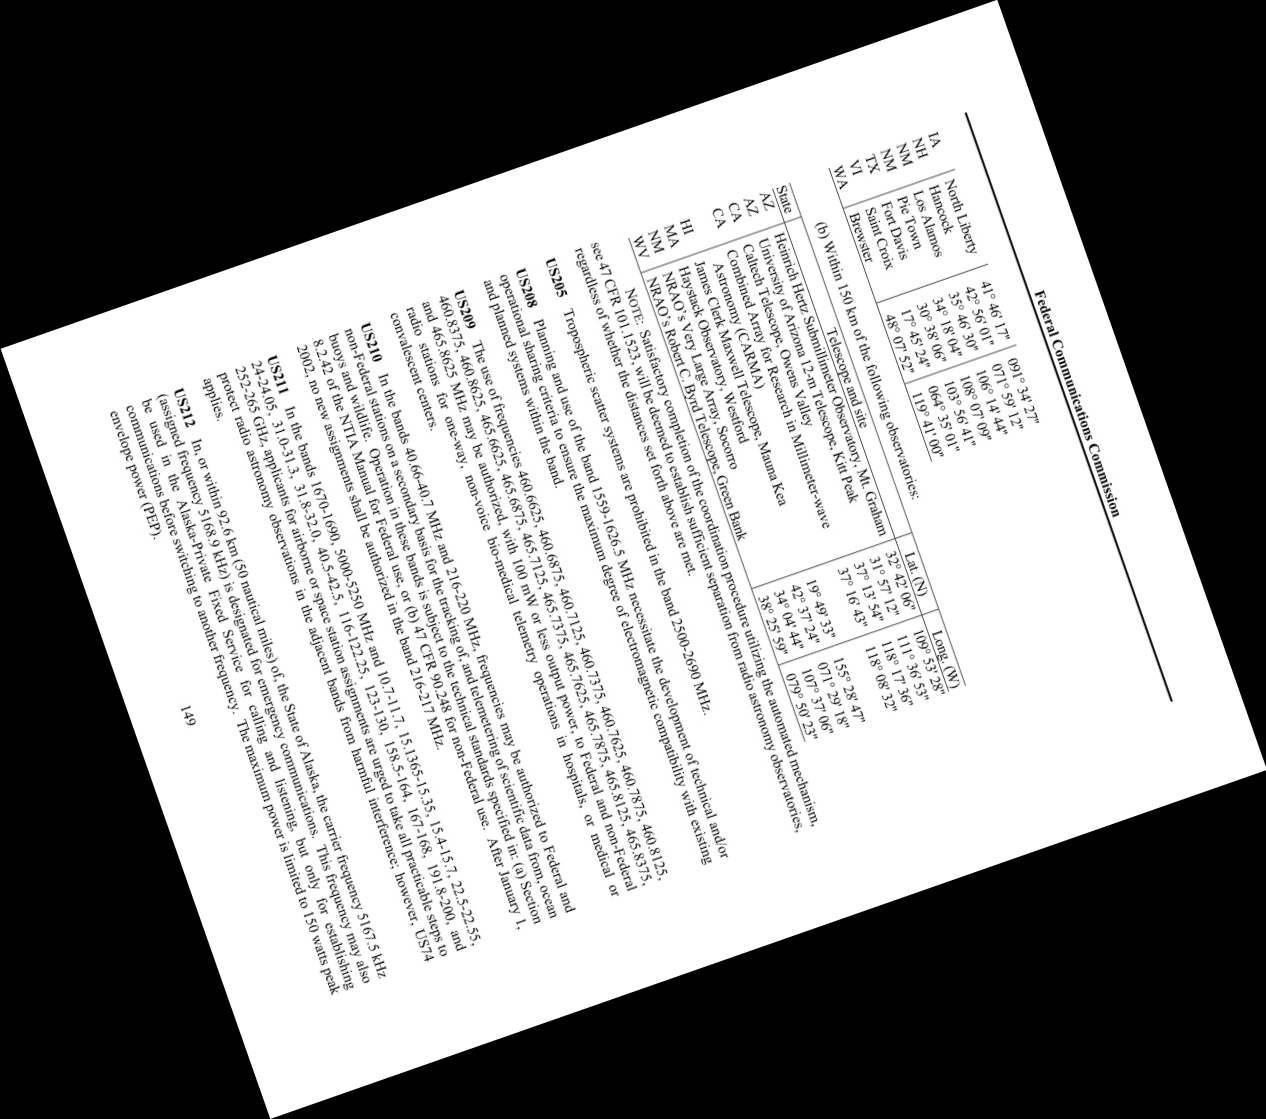 Federal Communications Commission
IA North Liberty 41° 46′ 17″ 091° 34′ 27″
NH Hancock 42° 56′ 01″ 071° 59′ 12″
NM Los Alamos 35° 46′ 30″ 106° 14′ 44″
NM Pie Town 34° 18′ 04″ 108° 07′ 09″
TX Fort Davis 30° 38′ 06″ 103° 56′ 41″
VI Saint Croix 17° 45′ 24″ 064° 35′ 01″
WA Brewster 48° 07′ 52″ 119° 41′ 00″
(b) Within 150 km of the following observatories:
State Telescope and site Lat. (N) Long. (W)
AZ Heinrich Hertz Submillimeter Observatory, Mt. Graham 32° 42′ 06″ 109° 53′ 28″
AZ University of Arizona 12-m Telescope, Kitt Peak 31° 57′ 12″ 111° 36′ 53″
CA Caltech Telescope, Owens Valley 37° 13′ 54″ 118° 17′ 36″
CA Combined Array for Research in Millimeter-wave 37° 16′ 43″ 118° 08′ 32″
Astronomy (CARMA)
HI James Clerk Maxwell Telescope, Mauna Kea 19° 49′ 33″ 155° 28′ 47″
MA Haystack Observatory, Westford 42° 37′ 24″ 071° 29′ 18″
NM NRAO's Very Large Array, Socorro 34° 04′ 44″ 107° 37′ 06″
WV NRAO's Robert C. Byrd Telescope, Green Bank 38° 25′ 59″ 079° 50′ 23″
NOTE: Satisfactory completion of the coordination procedure utilizing the automated mechanism,
see 47 CFR 101.1523, will be deemed to establish sufficient separation from radio astronomy observatories,
regardless of whether the distances set forth above are met.
US205 Tropospheric scatter systems are prohibited in the band 2500-2690 MHz.
US208 Planning and use of the band 1559-1626.5 MHz necessitate the development of technical and/or
operational sharing criteria to ensure the maximum degree of electromagnetic compatibility with existing
and planned systems within the band.
US209 The use of frequencies 460.6625, 460.6875, 460.7125, 460.7375, 460.7625, 460.7875, 460.8125,
460.8375, 460.8625, 465.6625, 465.6875, 465.7125, 465.7375, 465.7625, 465.7875, 465.8125, 465.8375,
and 465.8625 MHz may be authorized, with 100 mW or less output power, to Federal and non-Federal
radio stations for one-way, non-voice bio-medical telemetry operations in hospitals, or medical or
convalescent centers.
US210 In the bands 40.66-40.7 MHz and 216-220 MHz, frequencies may be authorized to Federal and
non-Federal stations on a secondary basis for the tracking of, and telemetering of scientific data from, ocean
buoys and wildlife. Operation in these bands is subject to the technical standards specified in: (a) Section
8.2.42 of the NTIA Manual for Federal use, or (b) 47 CFR 90.248 for non-Federal use. After January 1,
2002, no new assignments shall be authorized in the band 216-217 MHz.
US211 In the bands 1670-1690, 5000-5250 MHz and 10.7-11.7, 15.1365-15.35, 15.4-15.7, 22.5-22.55,
24-24.05, 31.0-31.3, 31.8-32.0, 40.5-42.5, 116-122.25, 123-130, 158.5-164, 167-168, 191.8-200, and
252-265 GHz, applicants for airborne or space station assignments are urged to take all practicable steps to
protect radio astronomy observations in the adjacent bands from harmful interference; however, US74
applies.
US212 In, or within 92.6 km (50 nautical miles) of, the State of Alaska, the carrier frequency 5167.5 kHz
(assigned frequency 5168.9 kHz) is designated for emergency communications. This frequency may also
be used in the Alaska-Private Fixed Service for calling and listening, but only for establishing
communications before switching to another frequency. The maximum power is limited to 150 watts peak
envelope power (PEP).
149